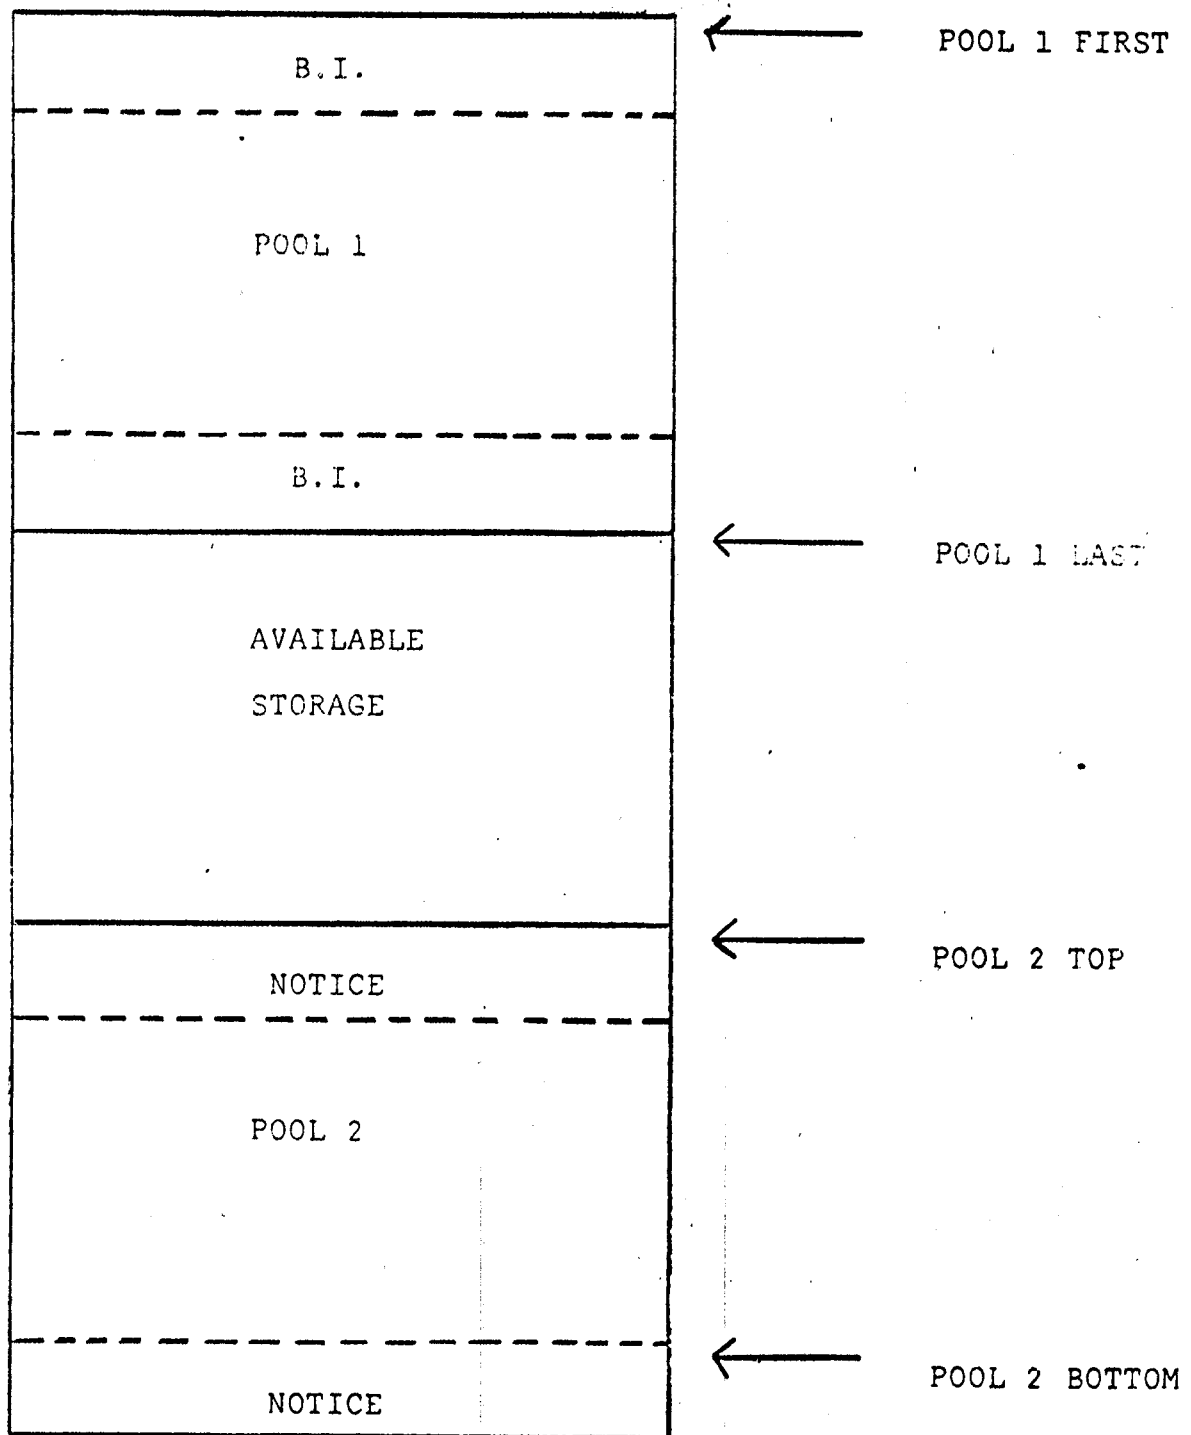 POOL 1 FIRST
B.I.
POOL 1
B.I.
POOL 1 LAST
AVAILABLE
STORAGE
POOL 2 TOP
NOTICE
POOL 2
POOL 2 BOTTOM
NOTICE